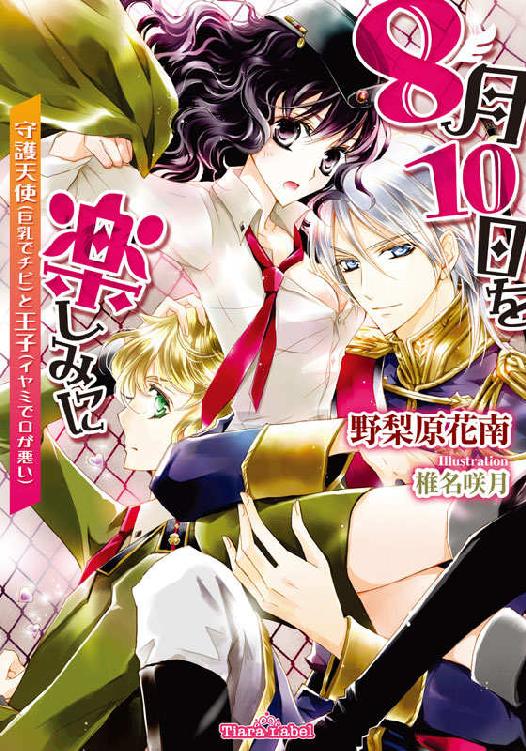 8月10日を
楽しみに
守護天使(巨乳でチビ)と王子(イヤミで口が悪い)
野梨原花南
Illustration
椎名咲月
Tiara Label